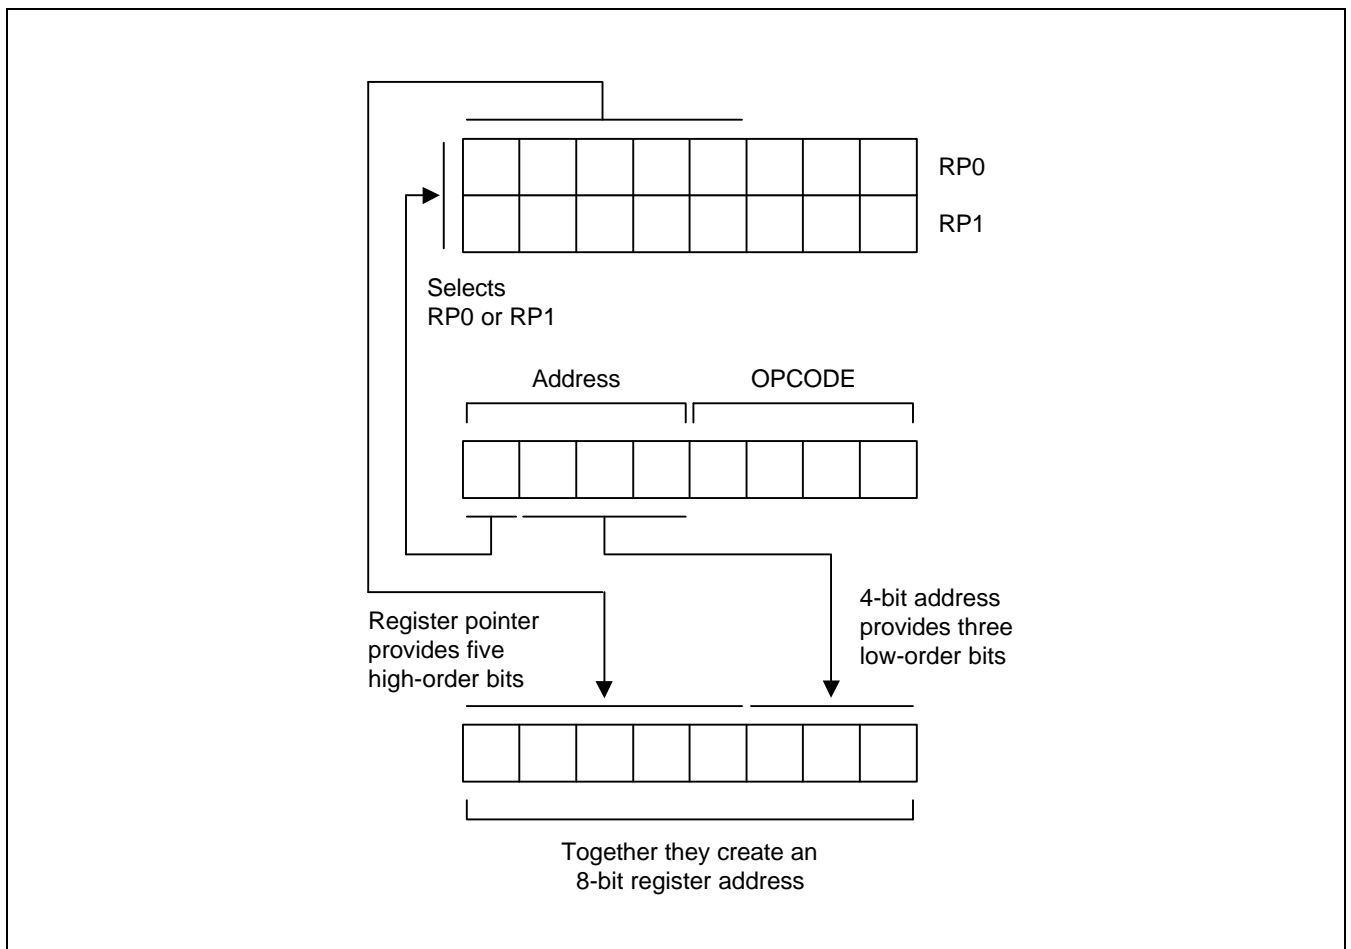 RP0
RP1
Selects
RP0 or RP1
Address
OPCODE
Register pointer
provides five
high-order bits
4-bit address
provides three
low-order bits
Together they create an
8-bit register address